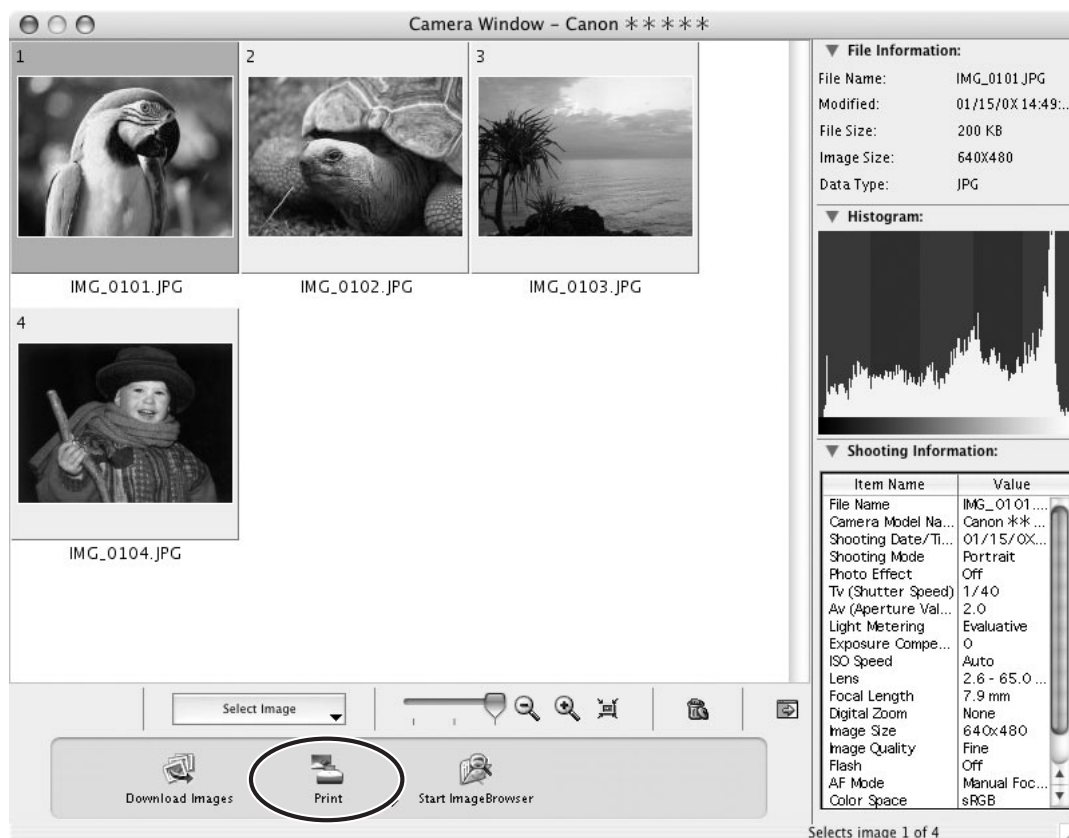 Camera Window – Canon ＊＊＊＊＊
1
2
3
IMG_0101.JPG
IMG_0102.JPG
IMG_0103.JPG
4
IMG_0104.JPG
Select Image
Download Images
Print
Start ImageBrowser
File Information:
File Name: IMG_0101.JPG
Modified: 01/15/0X 14:49:..
File Size: 200 KB
Image Size: 640X480
Data Type: JPG
Histogram:
Shooting Information:
Item Name Value
File Name IMG_0101....
Camera Model Na... Canon ＊＊ ...
Shooting Date/Ti... 01/15/0X...
Shooting Mode Portrait
Photo Effect Off
Tv (Shutter Speed) 1/40
Av (Aperture Val... 2.0
Light Metering Evaluative
Exposure Compe... 0
ISO Speed Auto
Lens 2.6 - 65.0 ...
Focal Length 7.9 mm
Digital Zoom None
Image Size 640x480
Image Quality Fine
Flash Off
AF Mode Manual Foc...
Color Space sRGB
Selects image 1 of 4